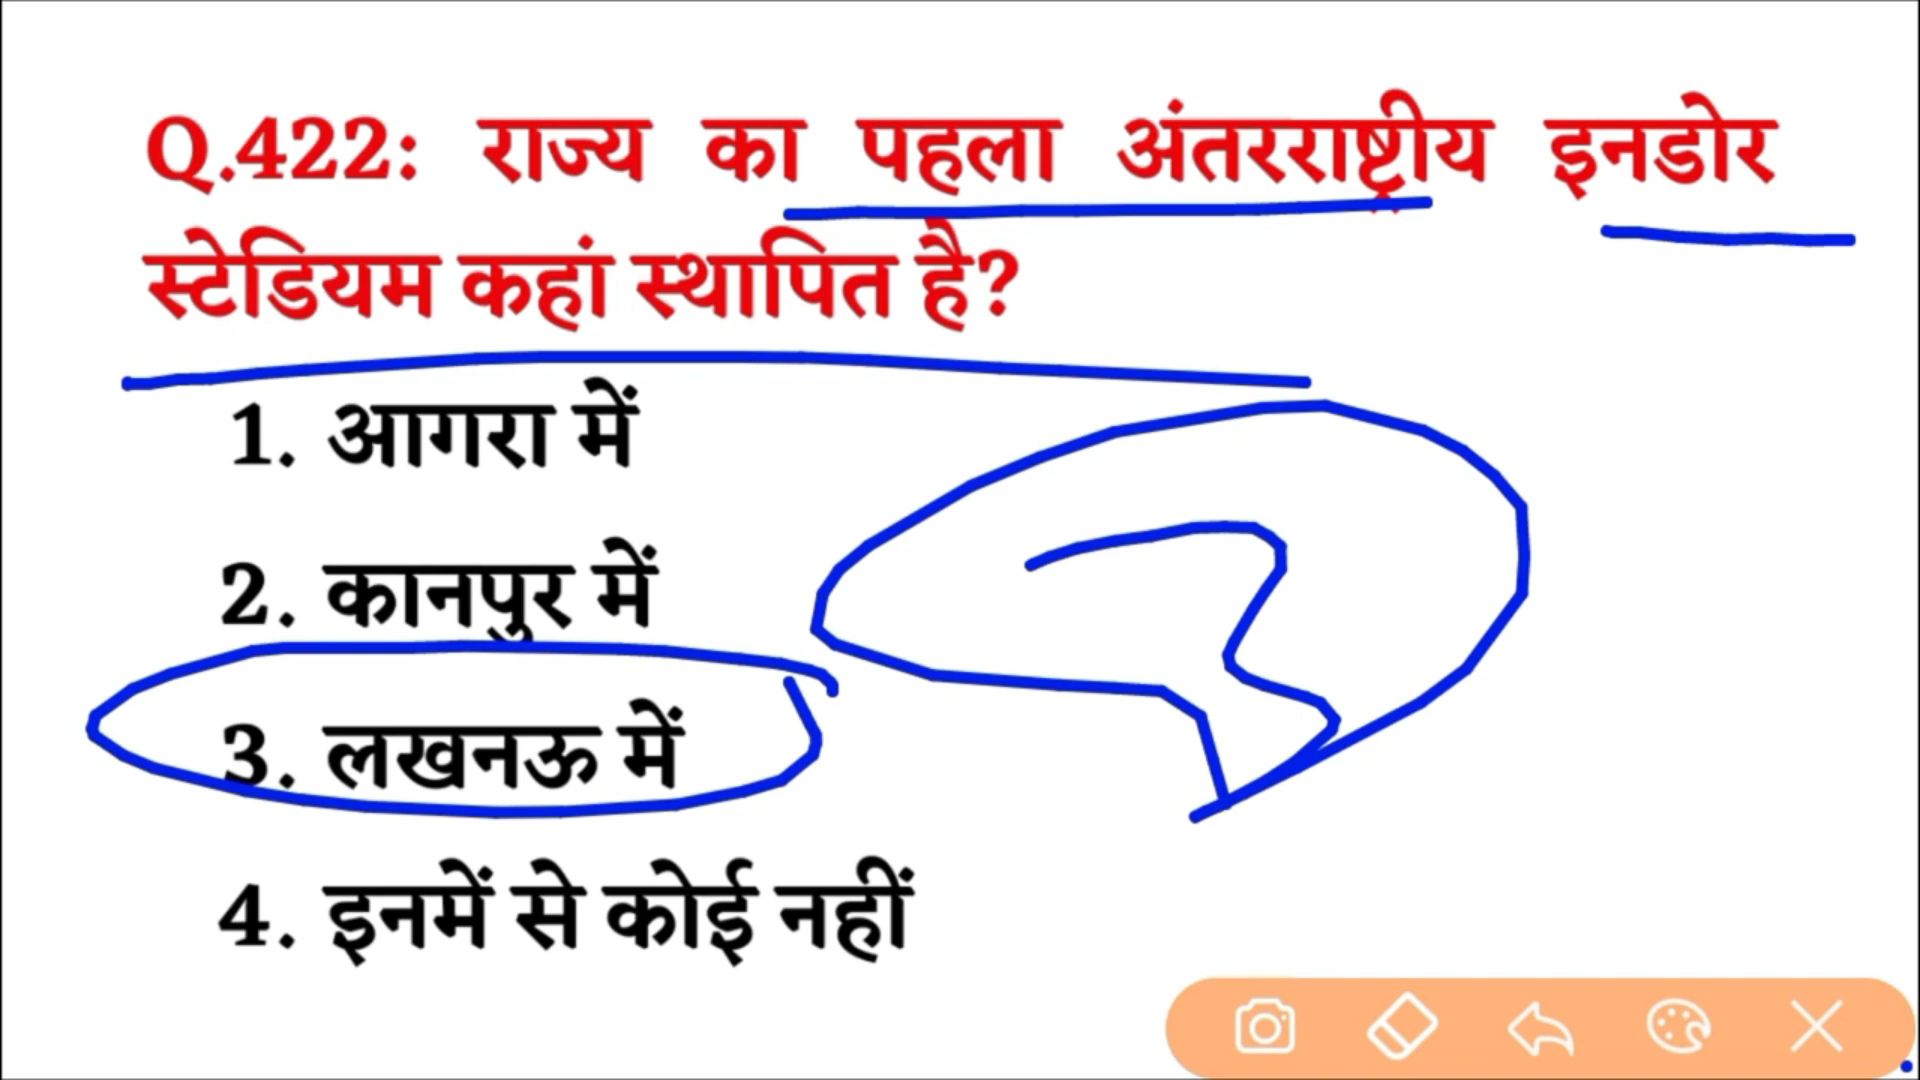 Q.422: राज्य का पहला अंतरराष्ट्रीय इनडोर
स्टेडियम कहां स्थापित है?
1. आगरा में
2. कानपुर में
3. लखनऊ में
4. इनमें से कोई नहीं